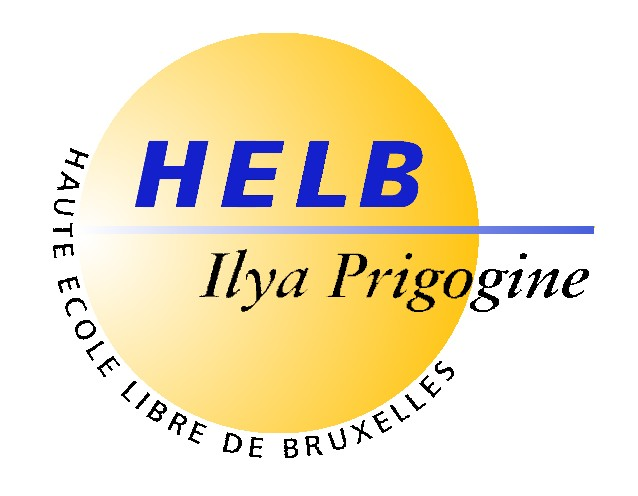 HELB
Ilya Prigogine
HAUTE ECOLE LIBRE DE BRUXELLES